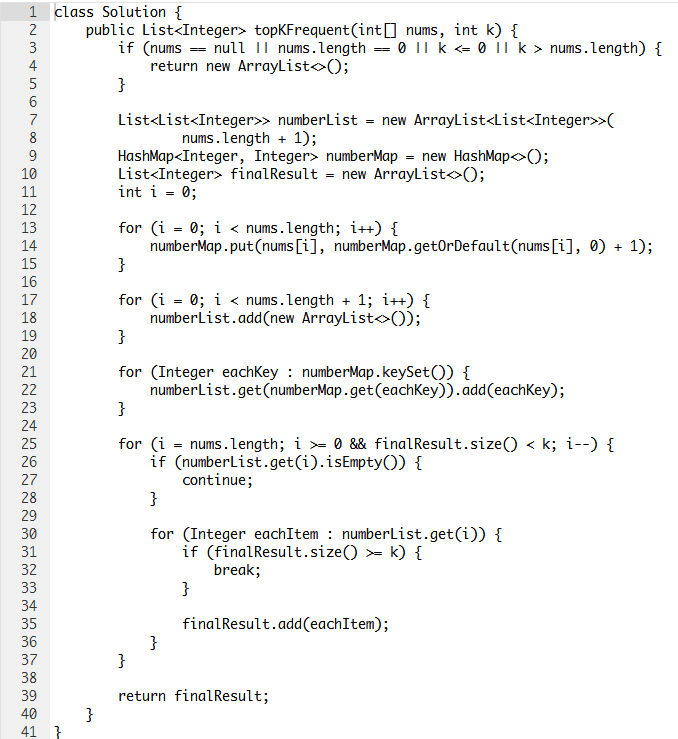 1 class Solution {
2     public List<Integer> topKFrequent(int[] nums, int k) {
3         if (nums == null || nums.length == 0 || k <= 0 || k > nums.length) {
4             return new ArrayList<>();
5         }
6
7         List<List<Integer>> numberList = new ArrayList<List<Integer>>(
8                 nums.length + 1);
9         HashMap<Integer, Integer> numberMap = new HashMap<>();
10         List<Integer> finalResult = new ArrayList<>();
11         int i = 0;
12
13         for (i = 0; i < nums.length; i++) {
14             numberMap.put(nums[i], numberMap.getOrDefault(nums[i], 0) + 1);
15         }
16
17         for (i = 0; i < nums.length + 1; i++) {
18             numberList.add(new ArrayList<>());
19         }
20
21         for (Integer eachKey : numberMap.keySet()) {
22             numberList.get(numberMap.get(eachKey)).add(eachKey);
23         }
24
25         for (i = nums.length; i >= 0 && finalResult.size() < k; i--) {
26             if (numberList.get(i).isEmpty()) {
27                 continue;
28             }
29
30             for (Integer eachItem : numberList.get(i)) {
31                 if (finalResult.size() >= k) {
32                     break;
33                 }
34
35                 finalResult.add(eachItem);
36             }
37         }
38
39         return finalResult;
40     }
41 }